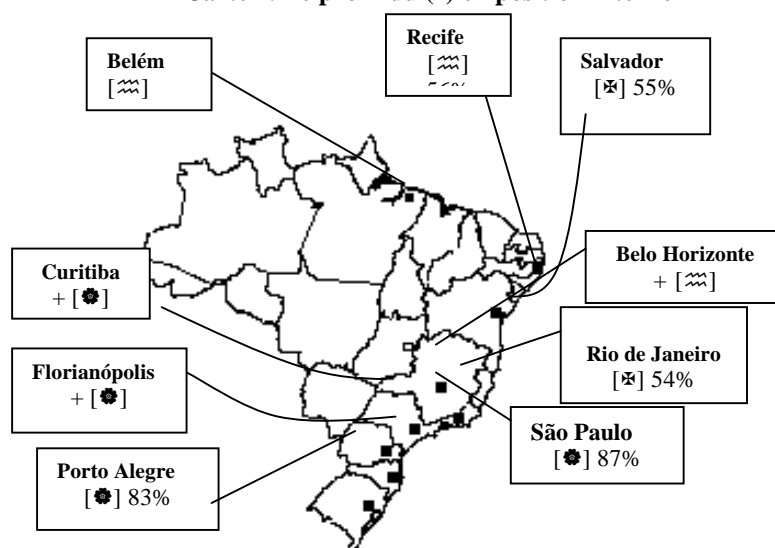 Belém
[♒]
Recife
[♒]
Salvador
[✠] 55%
Curitiba
+ [✿]
Belo Horizonte
+ [♒]
Florianópolis
+ [✿]
Rio de Janeiro
[✠] 54%
São Paulo
[✿] 87%
Porto Alegre
[✿] 83%